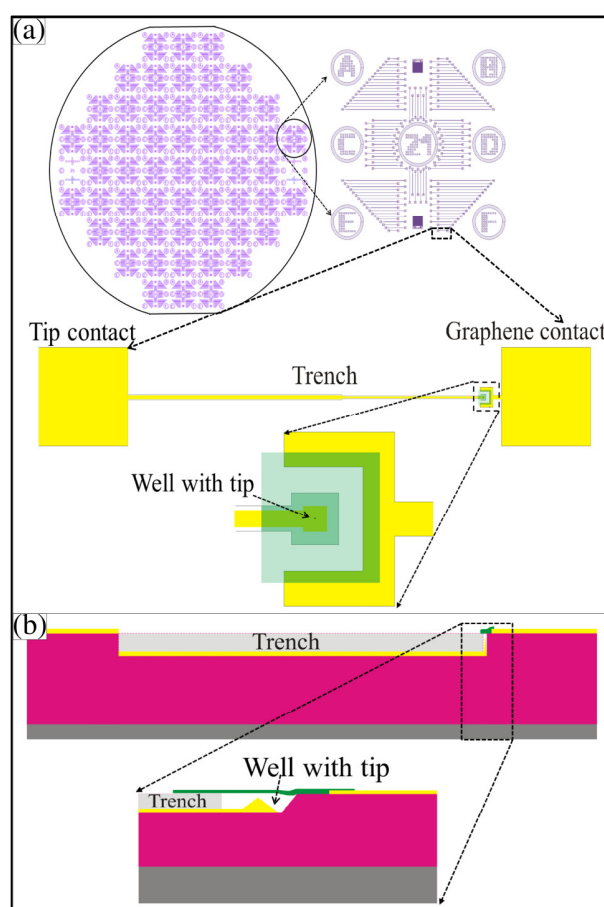 (a)
A
B
C
21
D
E
F
Tip contact
Graphene contact
Trench
Well with tip
(b)
Trench
Well with tip
Trench